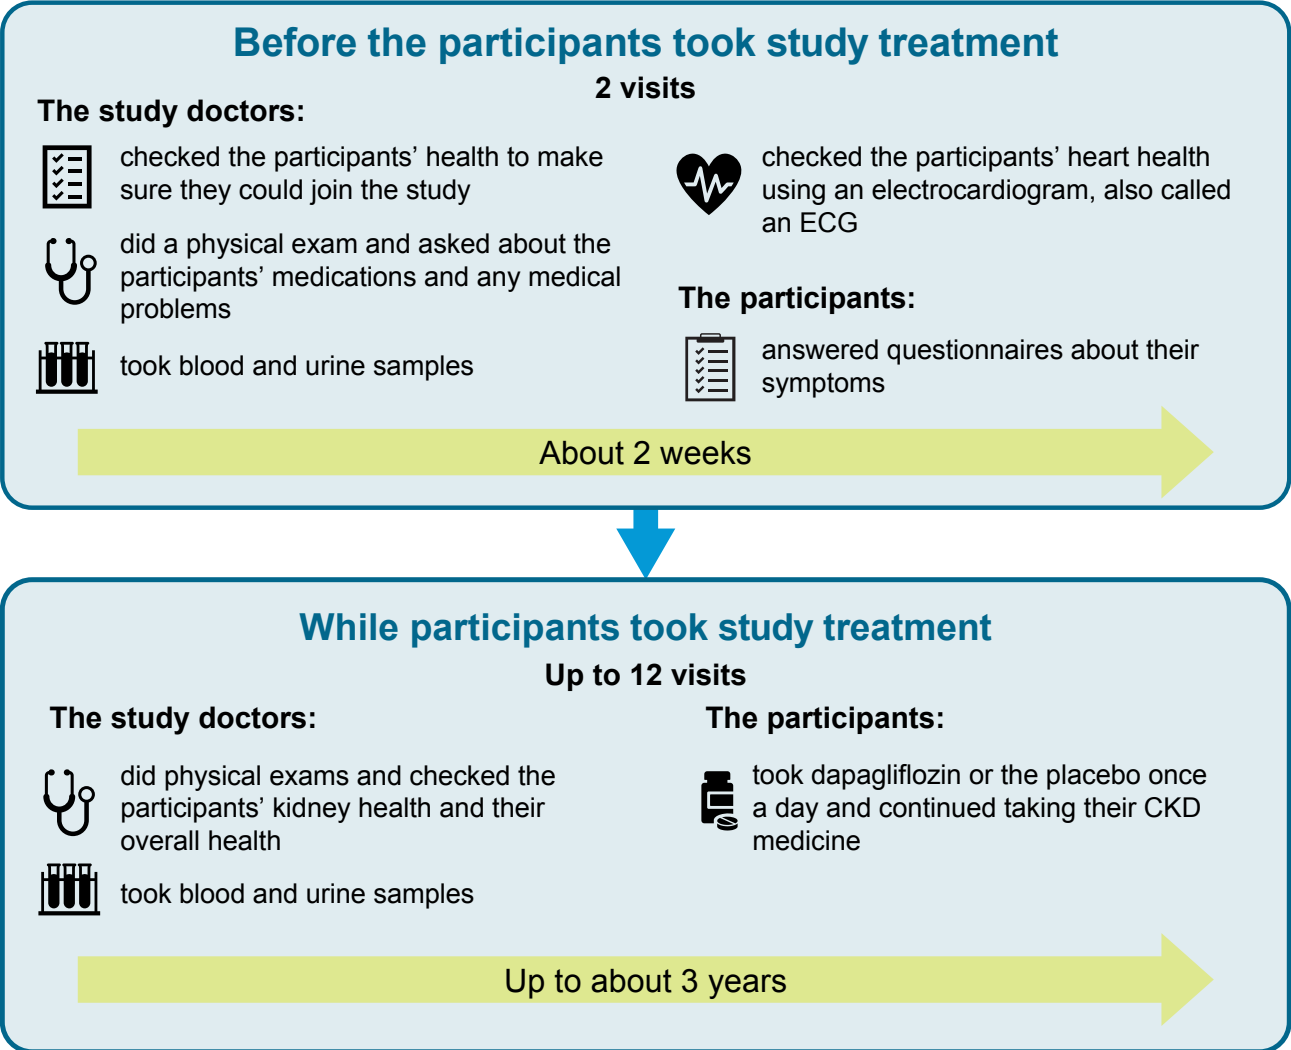 Before the participants took study treatment
2 visits
The study doctors:
checked the participants’ health to make
sure they could join the study
did a physical exam and asked about the
participants’ medications and any medical
problems
took blood and urine samples
checked the participants’ heart health
using an electrocardiogram, also called
an ECG
The participants:
answered questionnaires about their
symptoms
About 2 weeks
While participants took study treatment
Up to 12 visits
The study doctors:
did physical exams and checked the
participants’ kidney health and their
overall health
took blood and urine samples
The participants:
took dapagliflozin or the placebo once
a day and continued taking their CKD
medicine
Up to about 3 years